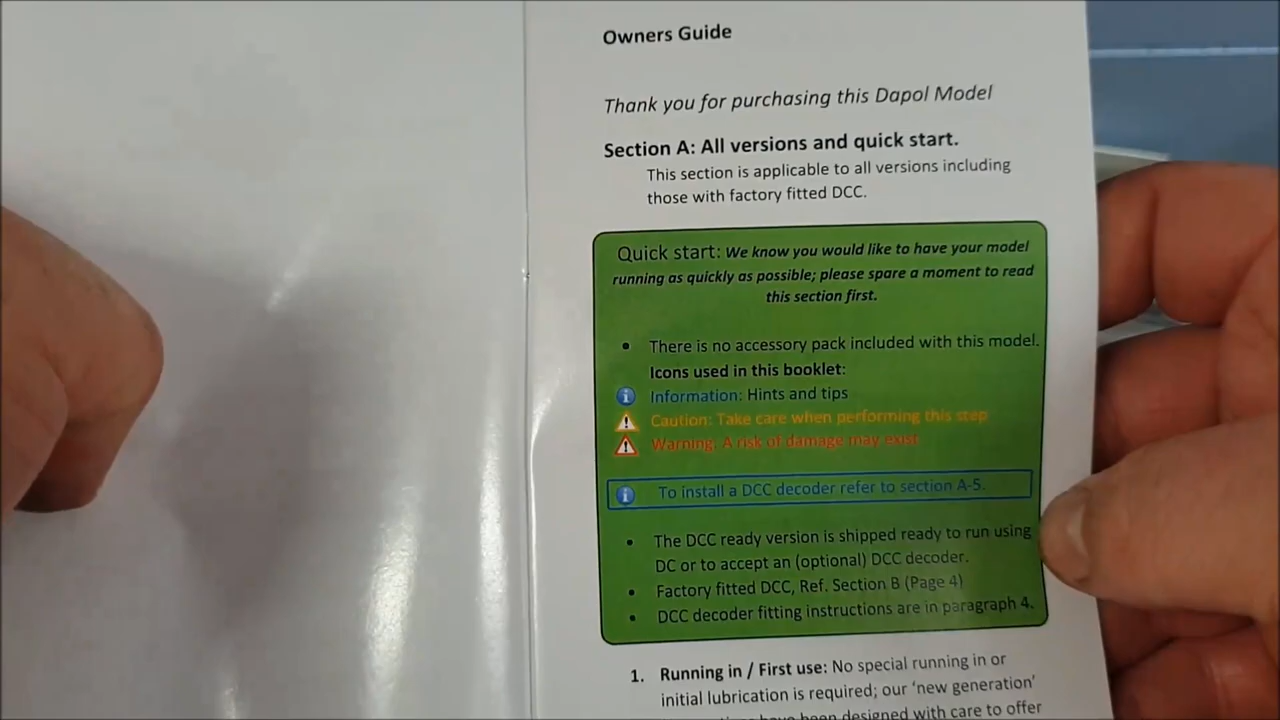 Owners Guide
Thank you for purchasing this Dapol Model
Section A: All versions and quick start.
This section is applicable to all versions including
those with factory fitted DCC.
Quick start: We know you would like to have your model
running as quickly as possible; please spare a moment to read
this section first.
• There is no accessory pack included with this model.
Icons used in this booklet:
Information: Hints and tips
Caution: Take care when performing this step
Warning: A risk of damage may exist
To install a DCC decoder refer to section A-5.
• The DCC ready version is shipped ready to run using
DC or to accept an (optional) DCC decoder.
• Factory fitted DCC, Ref. Section B (Page 4)
• DCC decoder fitting instructions are in paragraph 4.
1. Running in / First use: No special running in or
initial lubrication is required; our ‘new generation’
have been designed with care to offer